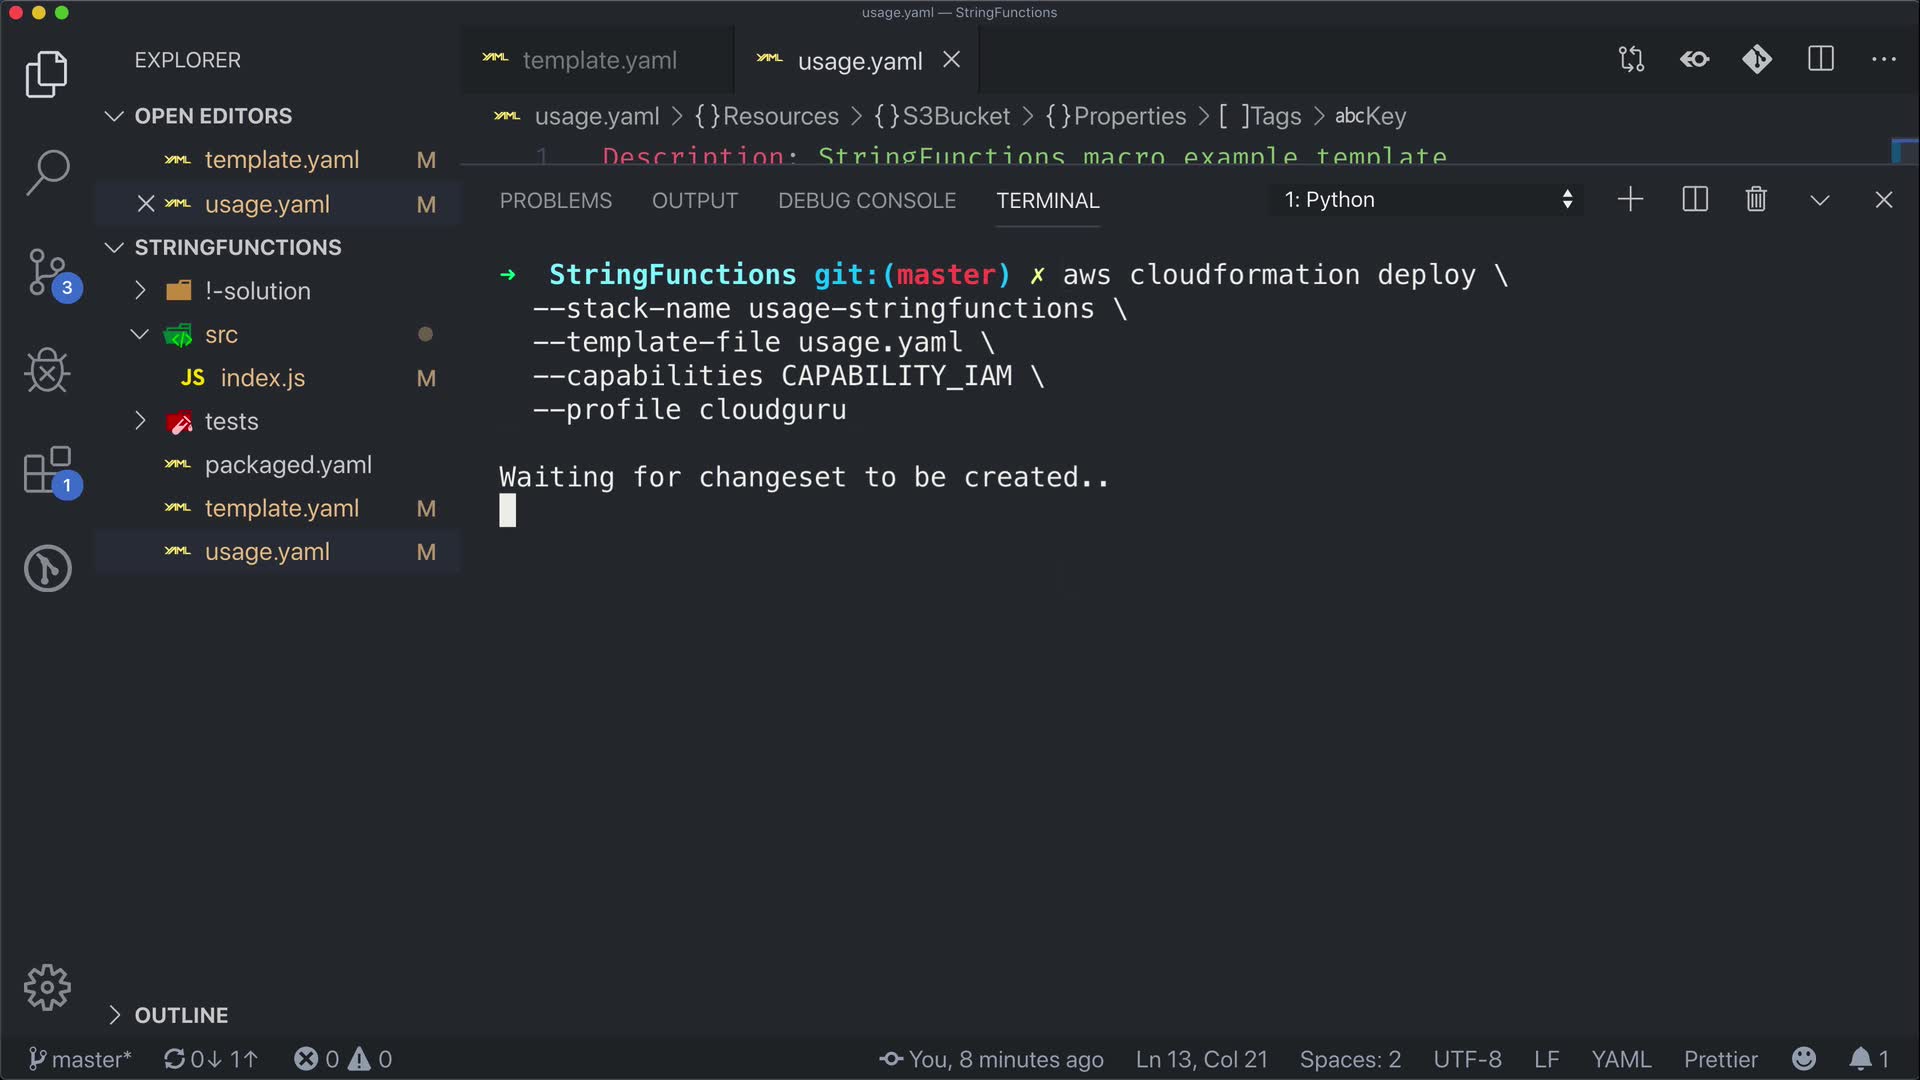 usage.yaml — StringFunctions
EXPLORER
OPEN EDITORS
template.yaml M
usage.yaml M
STRINGFUNCTIONS
!-solution
src
JS index.js M
tests
packaged.yaml
template.yaml M
usage.yaml M
OUTLINE
3
1
template.yaml
usage.yaml
usage.yaml > {}Resources > {}S3Bucket > {}Properties > [ ]Tags > abcKey
1 Description: StringFunctions macro example template
PROBLEMS OUTPUT DEBUG CONSOLE TERMINAL 1: Python
→ StringFunctions git:(master) ✗ aws cloudformation deploy \
--stack-name usage-stringfunctions \
--template-file usage.yaml \
--capabilities CAPABILITY_IAM \
--profile cloudguru
Waiting for changeset to be created..
master* 0↓ 1↑ 0 0 You, 8 minutes ago Ln 13, Col 21 Spaces: 2 UTF-8 LF YAML Prettier 1